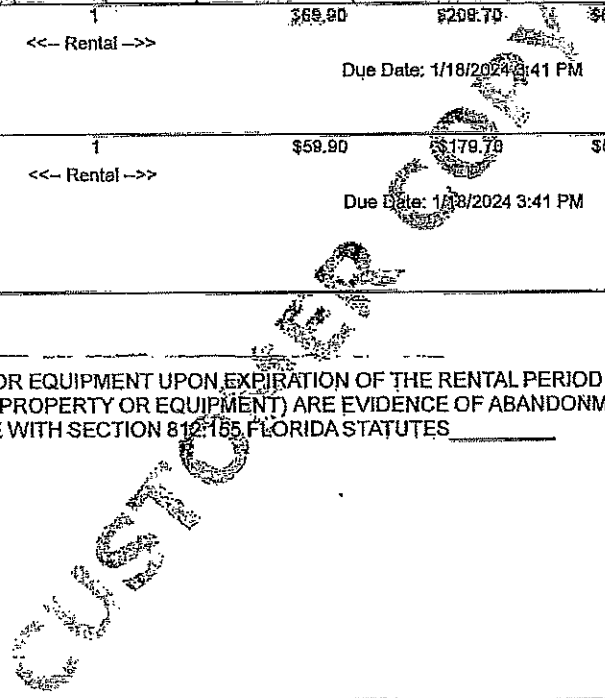 1 $69.90 $209.70
<<-- Rental -->>
Due Date: 1/18/2024 3:41 PM
1 $59.90 $179.70
<<-- Rental -->>
Due Date: 1/18/2024 3:41 PM
OR EQUIPMENT UPON EXPIRATION OF THE RENTAL PERIOD
PROPERTY OR EQUIPMENT) ARE EVIDENCE OF ABANDONM
WITH SECTION 812.155 FLORIDA STATUTES
CUSTOMER COPY